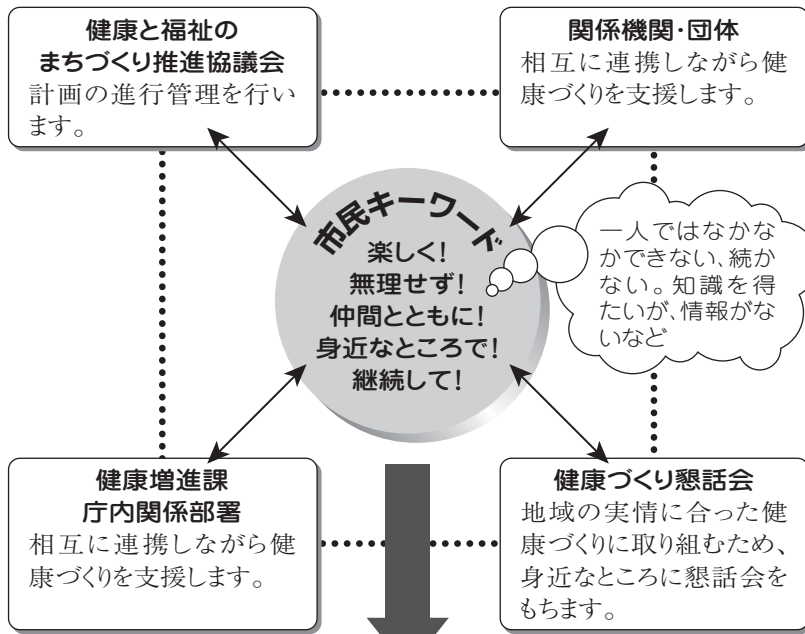 健康と福祉の
まちづくり推進協議会
計画の進行管理を行い
ます。
関係機関・団体
相互に連携しながら健
康づくりを支援します。
市民キーワード
楽しく!
無理せず!
仲間とともに!
身近なところで!
継続して!
一人ではなかな
かできない、続か
ない。知識を得
たいが、情報がな
いなど
健康増進課
庁内関係部署
相互に連携しながら健
康づくりを支援します。
健康づくり懇話会
地域の実情に合った健
康づくりに取り組むため、
身近なところに懇話会を
もちます。